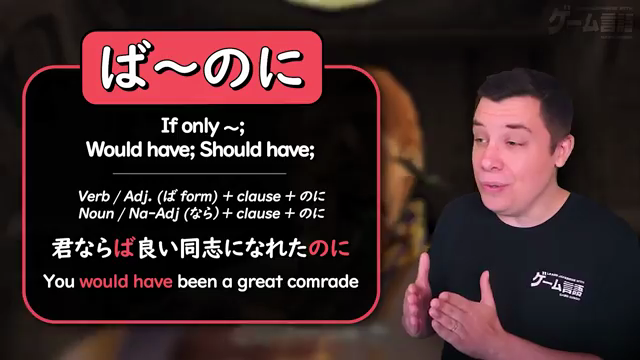 ば〜のに
If only ~;
Would have; Should have;
Verb / Adj. (ば form) + clause + のに
Noun / Na-Adj (なら) + clause + のに
君ならば良い同志になれたのに
You would have been a great comrade
ゲーム言語
ゲーム言語